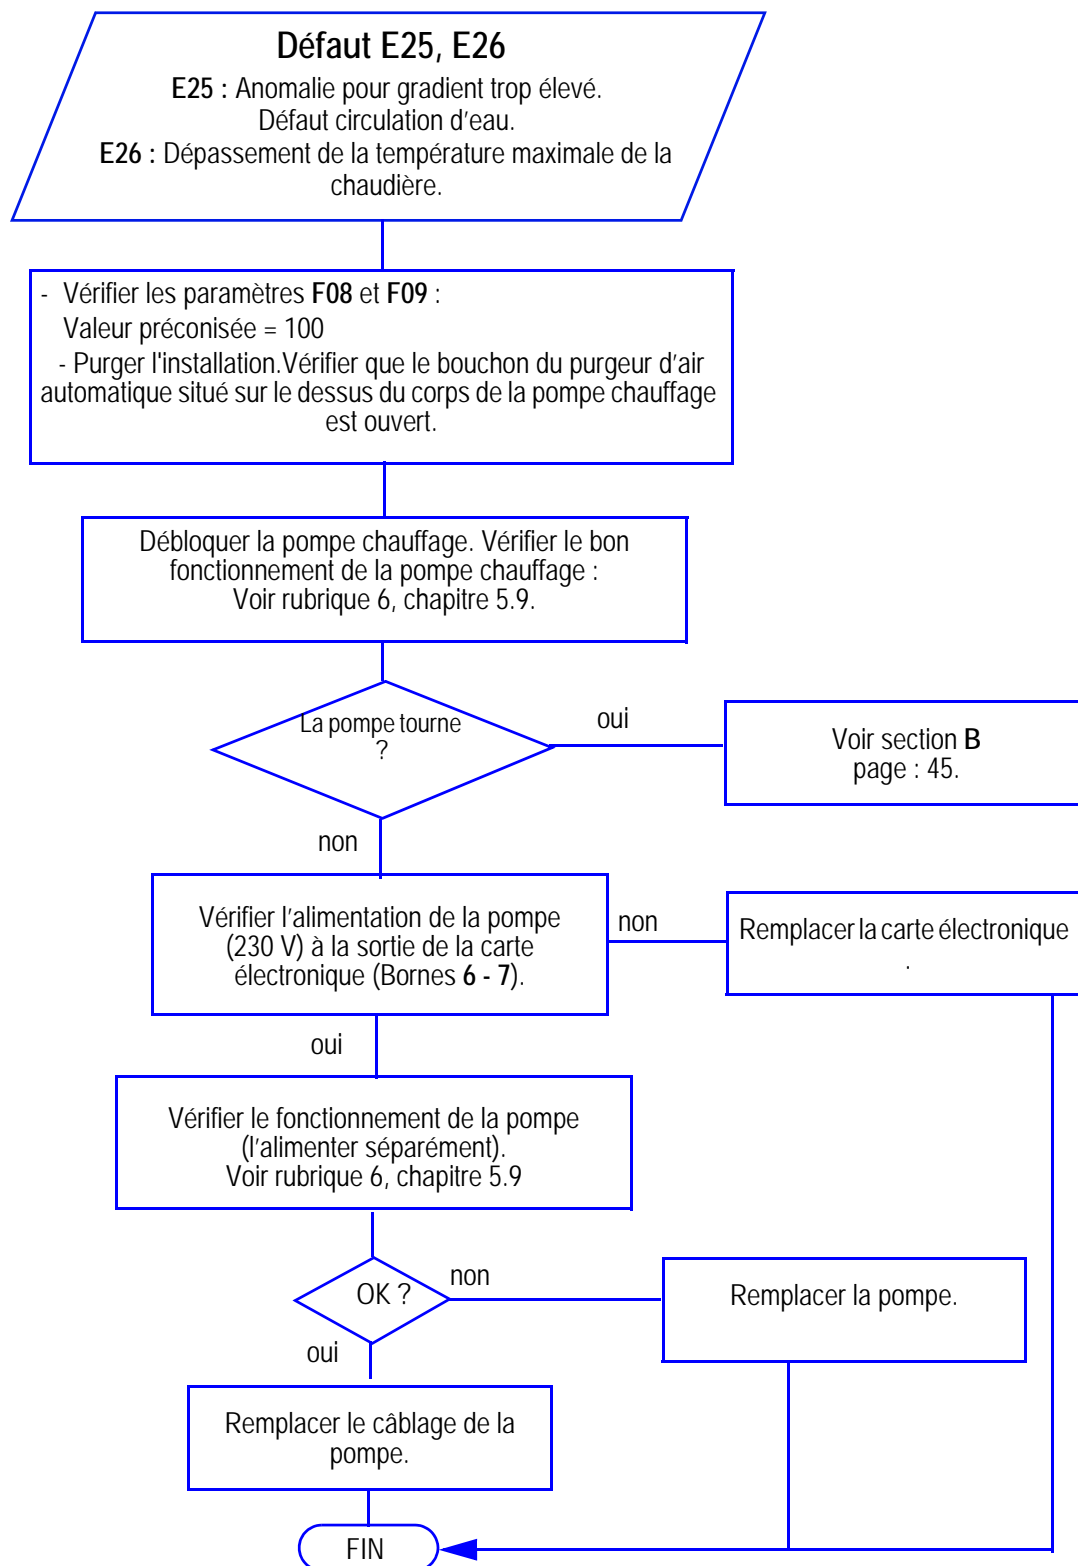 Défaut E25, E26
E25 : Anomalie pour gradient trop élevé.
Défaut circulation d'eau.
E26 : Dépassement de la température maximale de la
chaudière.
- Vérifier les paramètres F08 et F09 :
Valeur préconisée = 100
- Purger l'installation.Vérifier que le bouchon du purgeur d'air
automatique situé sur le dessus du corps de la pompe chauffage
est ouvert.
Débloquer la pompe chauffage. Vérifier le bon
fonctionnement de la pompe chauffage :
Voir rubrique 6, chapitre 5.9.
La pompe tourne
?
oui
Voir section B
page : 45.
non
Vérifier l'alimentation de la pompe
(230 V) à la sortie de la carte
électronique (Bornes 6 - 7).
non
Remplacer la carte électronique
.
oui
Vérifier le fonctionnement de la pompe
(l'alimenter séparément).
Voir rubrique 6, chapitre 5.9
OK ?
non
Remplacer la pompe.
oui
Remplacer le câblage de la
pompe.
FIN